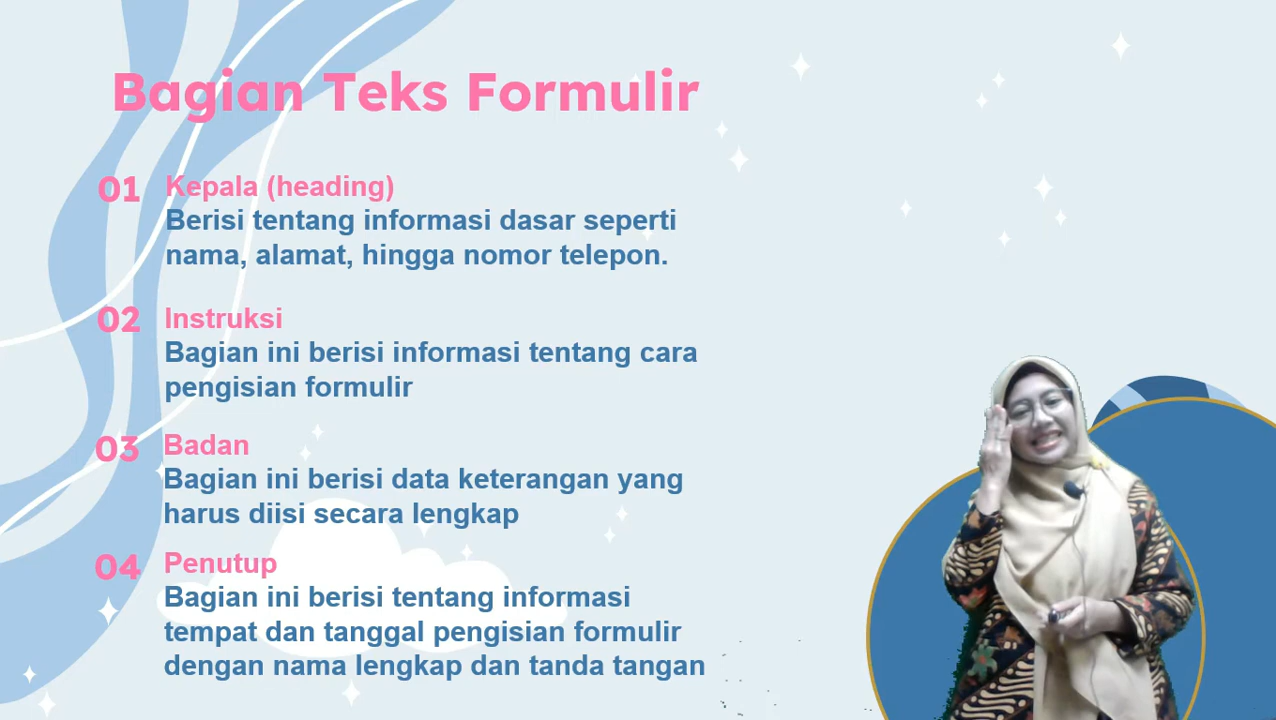 Bagian Teks Formulir
01 Kepala (heading)
Berisi tentang informasi dasar seperti
nama, alamat, hingga nomor telepon.
02 Instruksi
Bagian ini berisi informasi tentang cara
pengisian formulir
03 Badan
Bagian ini berisi data keterangan yang
harus diisi secara lengkap
04 Penutup
Bagian ini berisi tentang informasi
tempat dan tanggal pengisian formulir
dengan nama lengkap dan tanda tangan